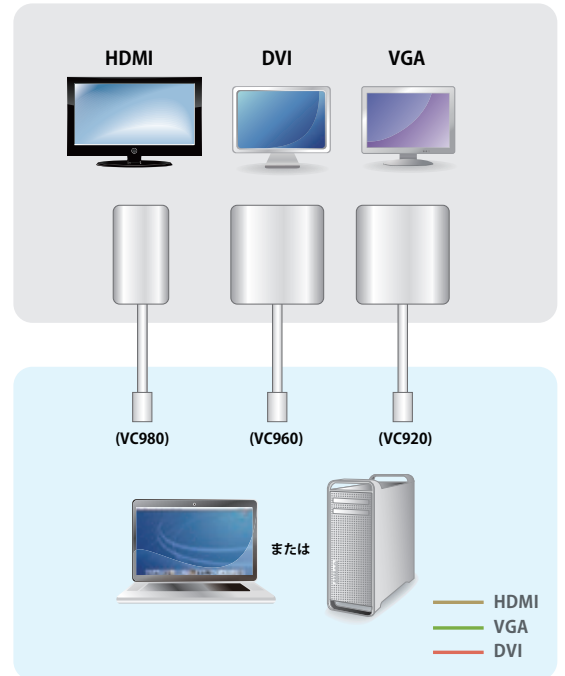 HDMI DVI VGA
(VC980) (VC960) (VC920)
または
HDMI
VGA
DVI